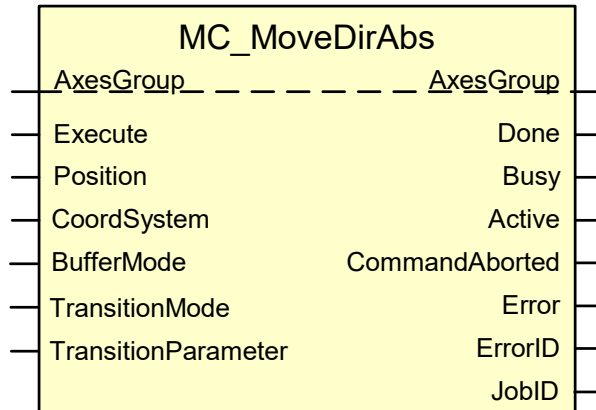 MC_MoveDirAbs
AxesGroup AxesGroup
Execute Done
Position Busy
CoordSystem Active
BufferMode CommandAborted
TransitionMode Error
TransitionParameter ErrorID
JobID